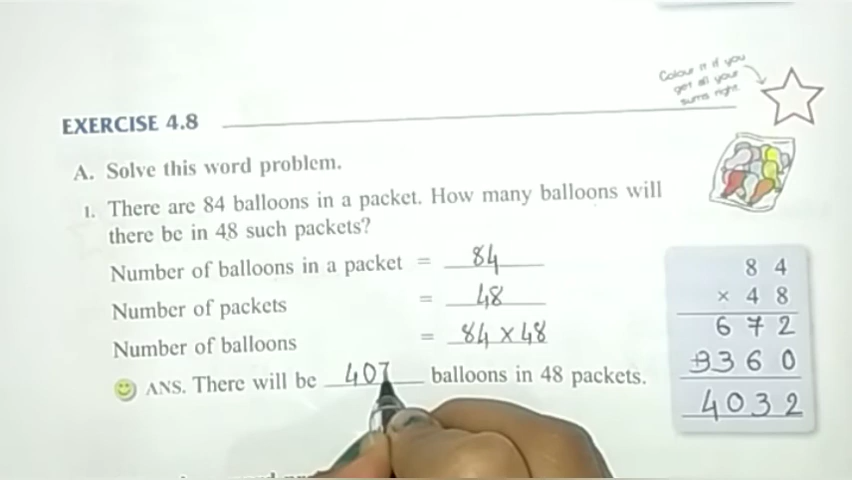 Colour it if you
get all your
sums right
EXERCISE 4.8
A. Solve this word problem.
1. There are 84 balloons in a packet. How many balloons will
there be in 48 such packets?
Number of balloons in a packet = 84
Number of packets = 48
Number of balloons = 84 × 48
ANS. There will be 407 balloons in 48 packets.
8 4
× 4 8
6 7 2
3 3 6 0
4 0 3 2